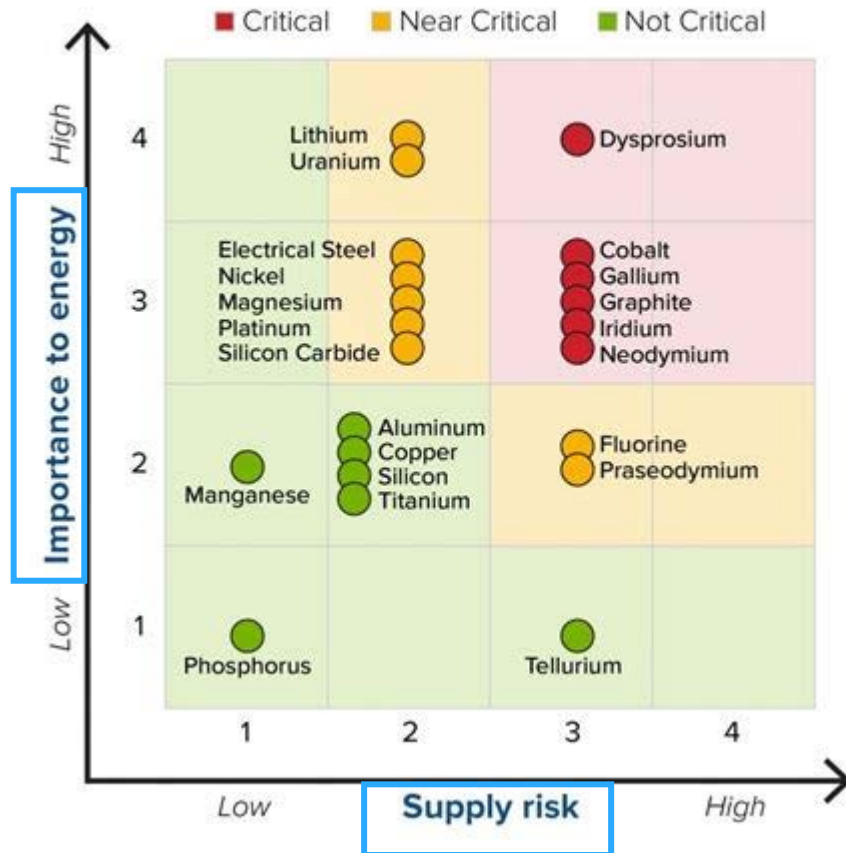 Critical
Near Critical
Not Critical
High
Importance to energy
Low
4
3
2
1
Lithium
Uranium
Dysprosium
Electrical Steel
Nickel
Magnesium
Platinum
Silicon Carbide
Cobalt
Gallium
Graphite
Iridium
Neodymium
Manganese
Aluminum
Copper
Silicon
Titanium
Fluorine
Praseodymium
Phosphorus
Tellurium
1
2
3
4
Low
Supply risk
High